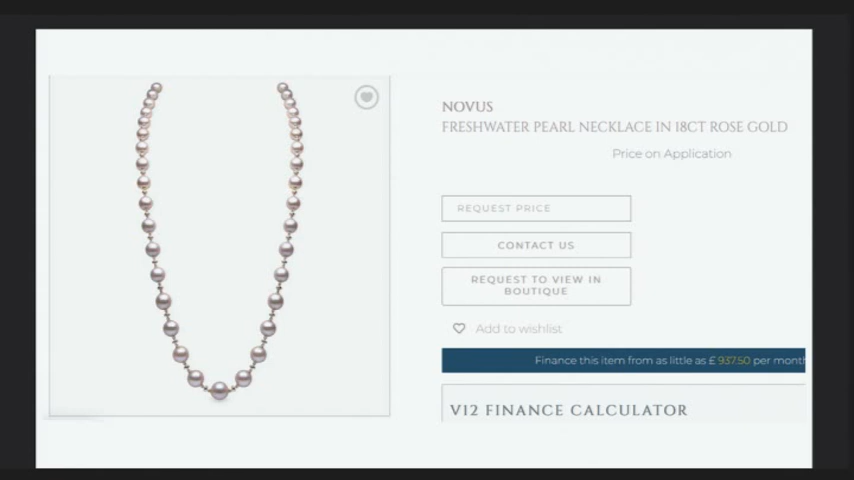 NOVUS
FRESHWATER PEARL NECKLACE IN 18CT ROSE GOLD
Price on Application
REQUEST PRICE
CONTACT US
REQUEST TO VIEW IN
BOUTIQUE
Add to wishlist
Finance this item from as little as £ 937.50 per month
V12 FINANCE CALCULATOR